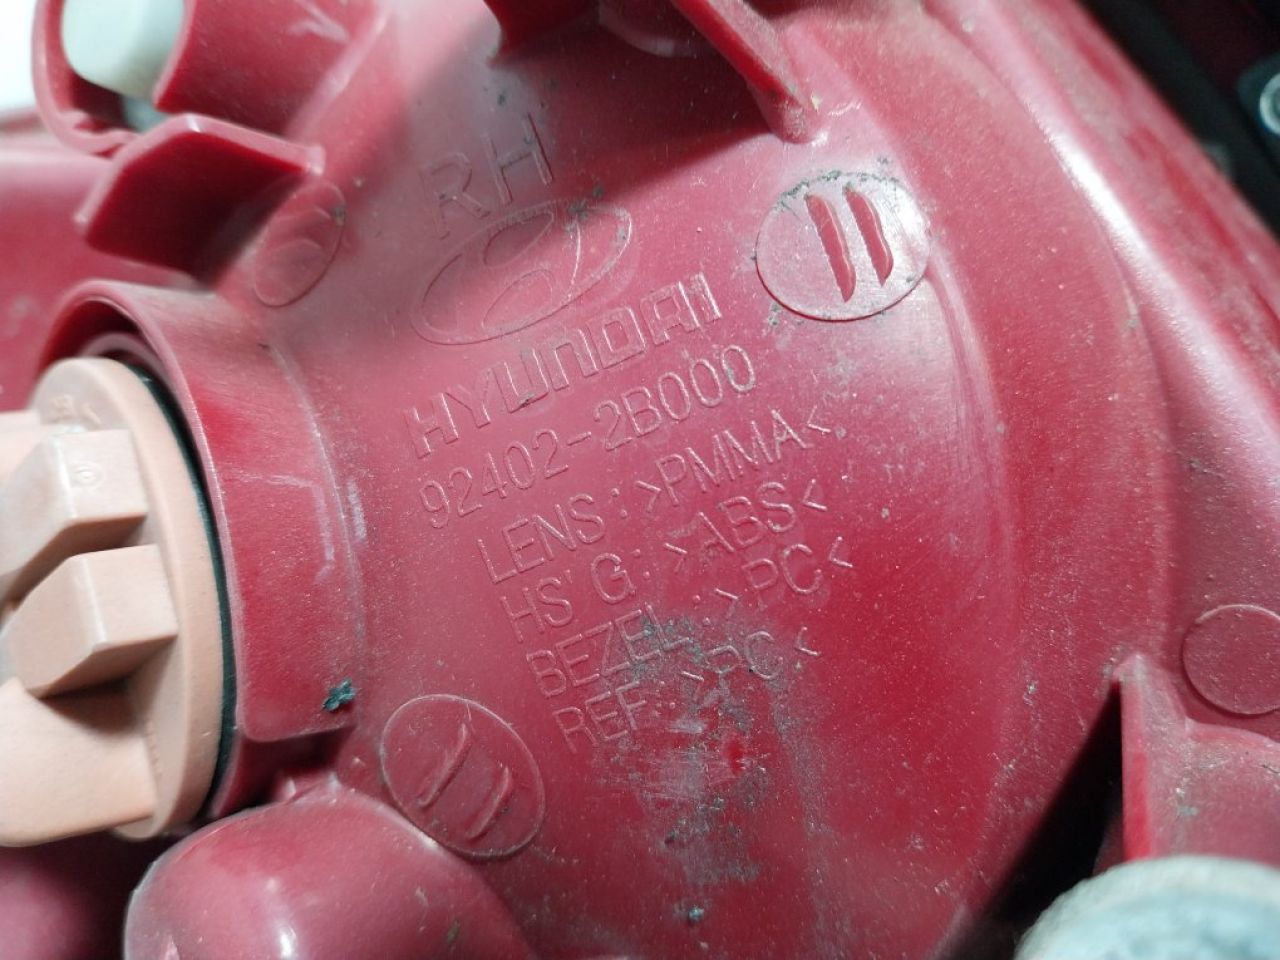 RH
HYUNDAI
92402-2B000
LENS:>PMMA<
HS'G:>ABS<
BEZEL:>PC<
REF:>PC<